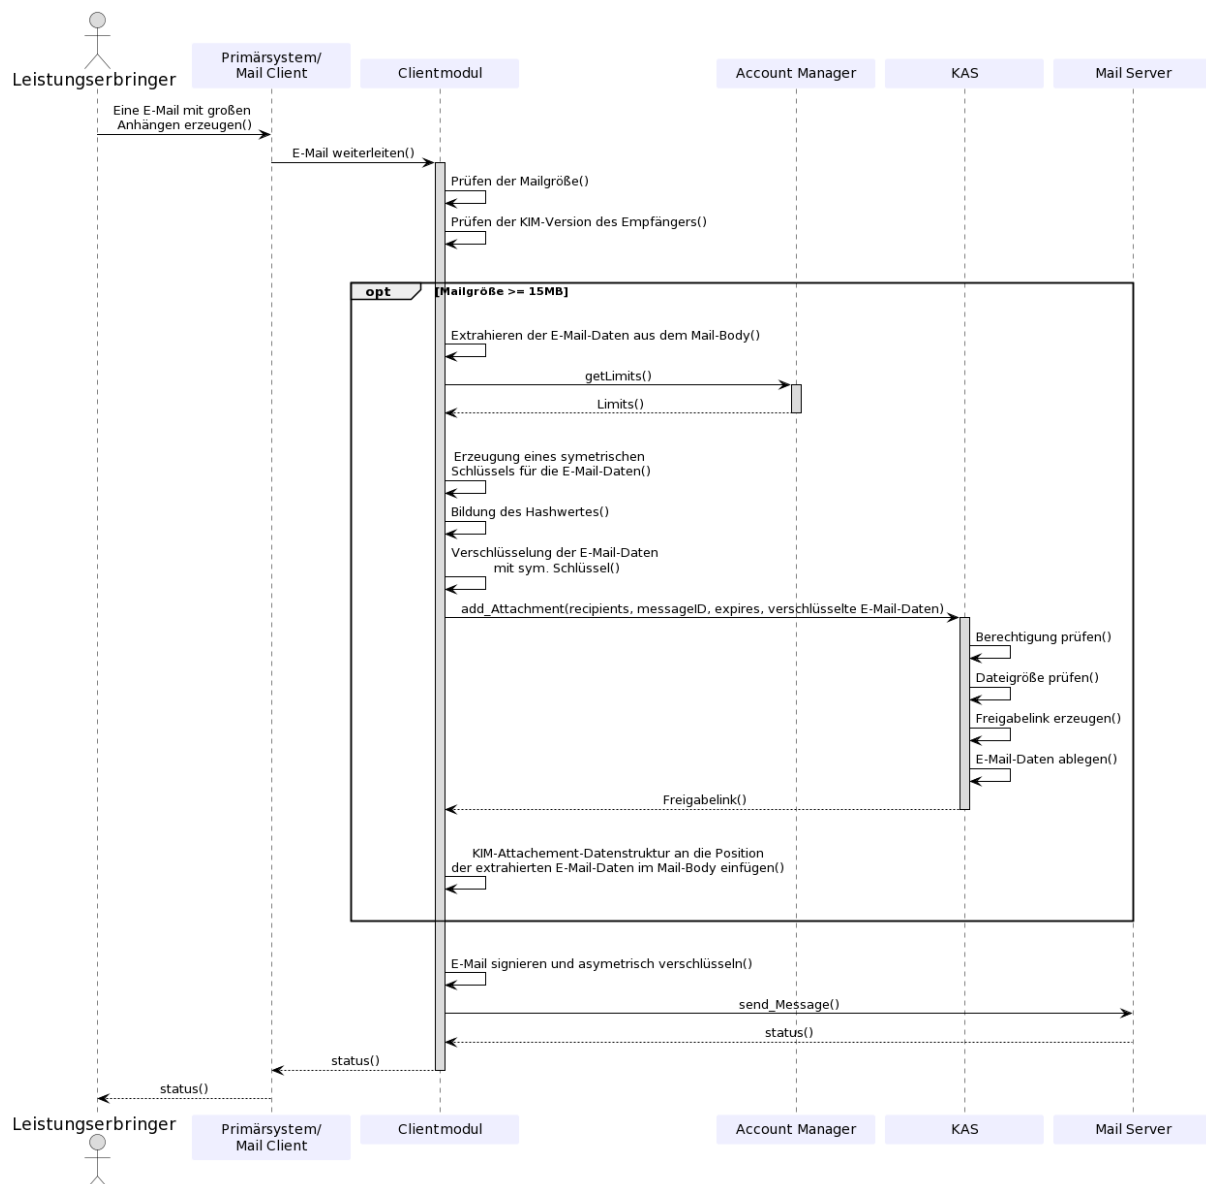 Leistungserbringer
Primärsystem/
Mail Client
Clientmodul
Account Manager
KAS
Mail Server
Eine E-Mail mit großen
Anhängen erzeugen()
E-Mail weiterleiten()
Prüfen der Mailgröße()
Prüfen der KIM-Version des Empfängers()
opt
[Mailgröße >= 15MB]
Extrahieren der E-Mail-Daten aus dem Mail-Body()
getLimits()
Limits()
Erzeugung eines symetrischen
Schlüssels für die E-Mail-Daten()
Bildung des Hashwertes()
Verschlüsselung der E-Mail-Daten
mit sym. Schlüssel()
add_Attachment(recipients, messageID, expires, verschlüsselte E-Mail-Daten)
Berechtigung prüfen()
Dateigröße prüfen()
Freigabelink erzeugen()
E-Mail-Daten ablegen()
Freigabelink()
KIM-Attachement-Datenstruktur an die Position
der extrahierten E-Mail-Daten im Mail-Body einfügen()
E-Mail signieren und asymetrisch verschlüsseln()
send_Message()
status()
status()
status()
Leistungserbringer
Primärsystem/
Mail Client
Clientmodul
Account Manager
KAS
Mail Server